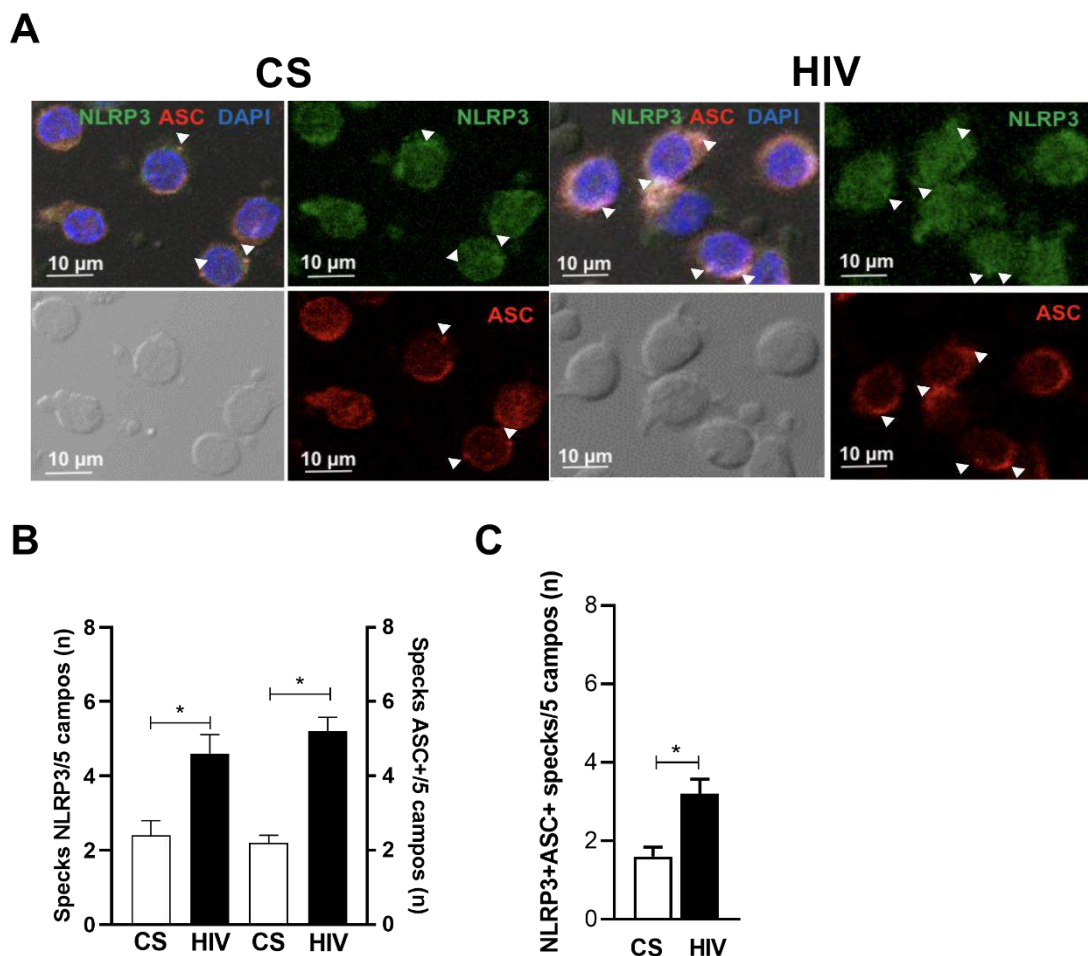 A
CS
HIV
NLRP3 ASC DAPI
NLRP3
NLRP3 ASC DAPI
NLRP3
10 µm
10 µm
10 µm
10 µm
ASC
ASC
10 µm
10 µm
10 µm
10 µm
B
Specks NLRP3/5 campos (n)
8
6
4
2
0
*
*
CS
HIV
CS
HIV
8
6
4
2
0
Specks ASC+/5 campos (n)
C
NLRP3+ASC+ specks/5 campos (n)
8
6
4
2
0
*
CS
HIV